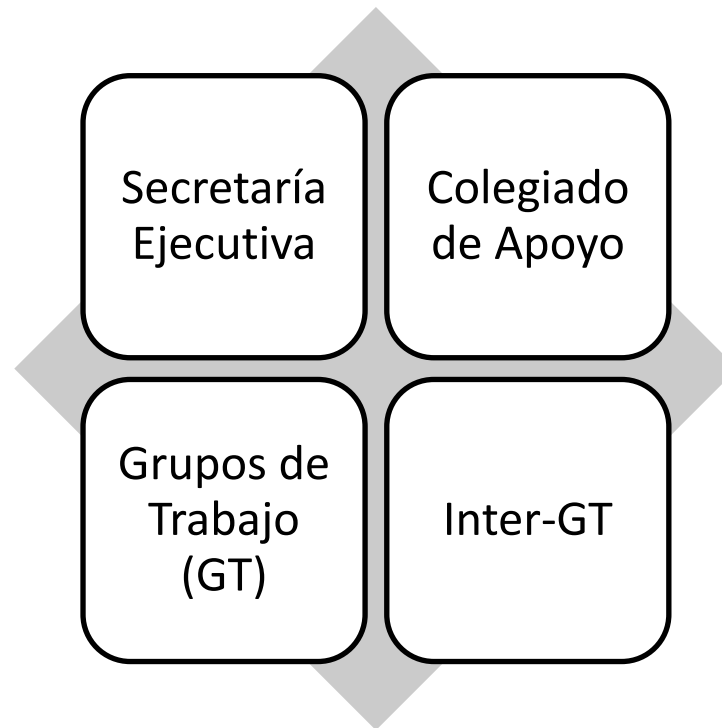 Secretaría
Ejecutiva
Colegiado
de Apoyo
Grupos de
Trabajo
(GT)
Inter-GT